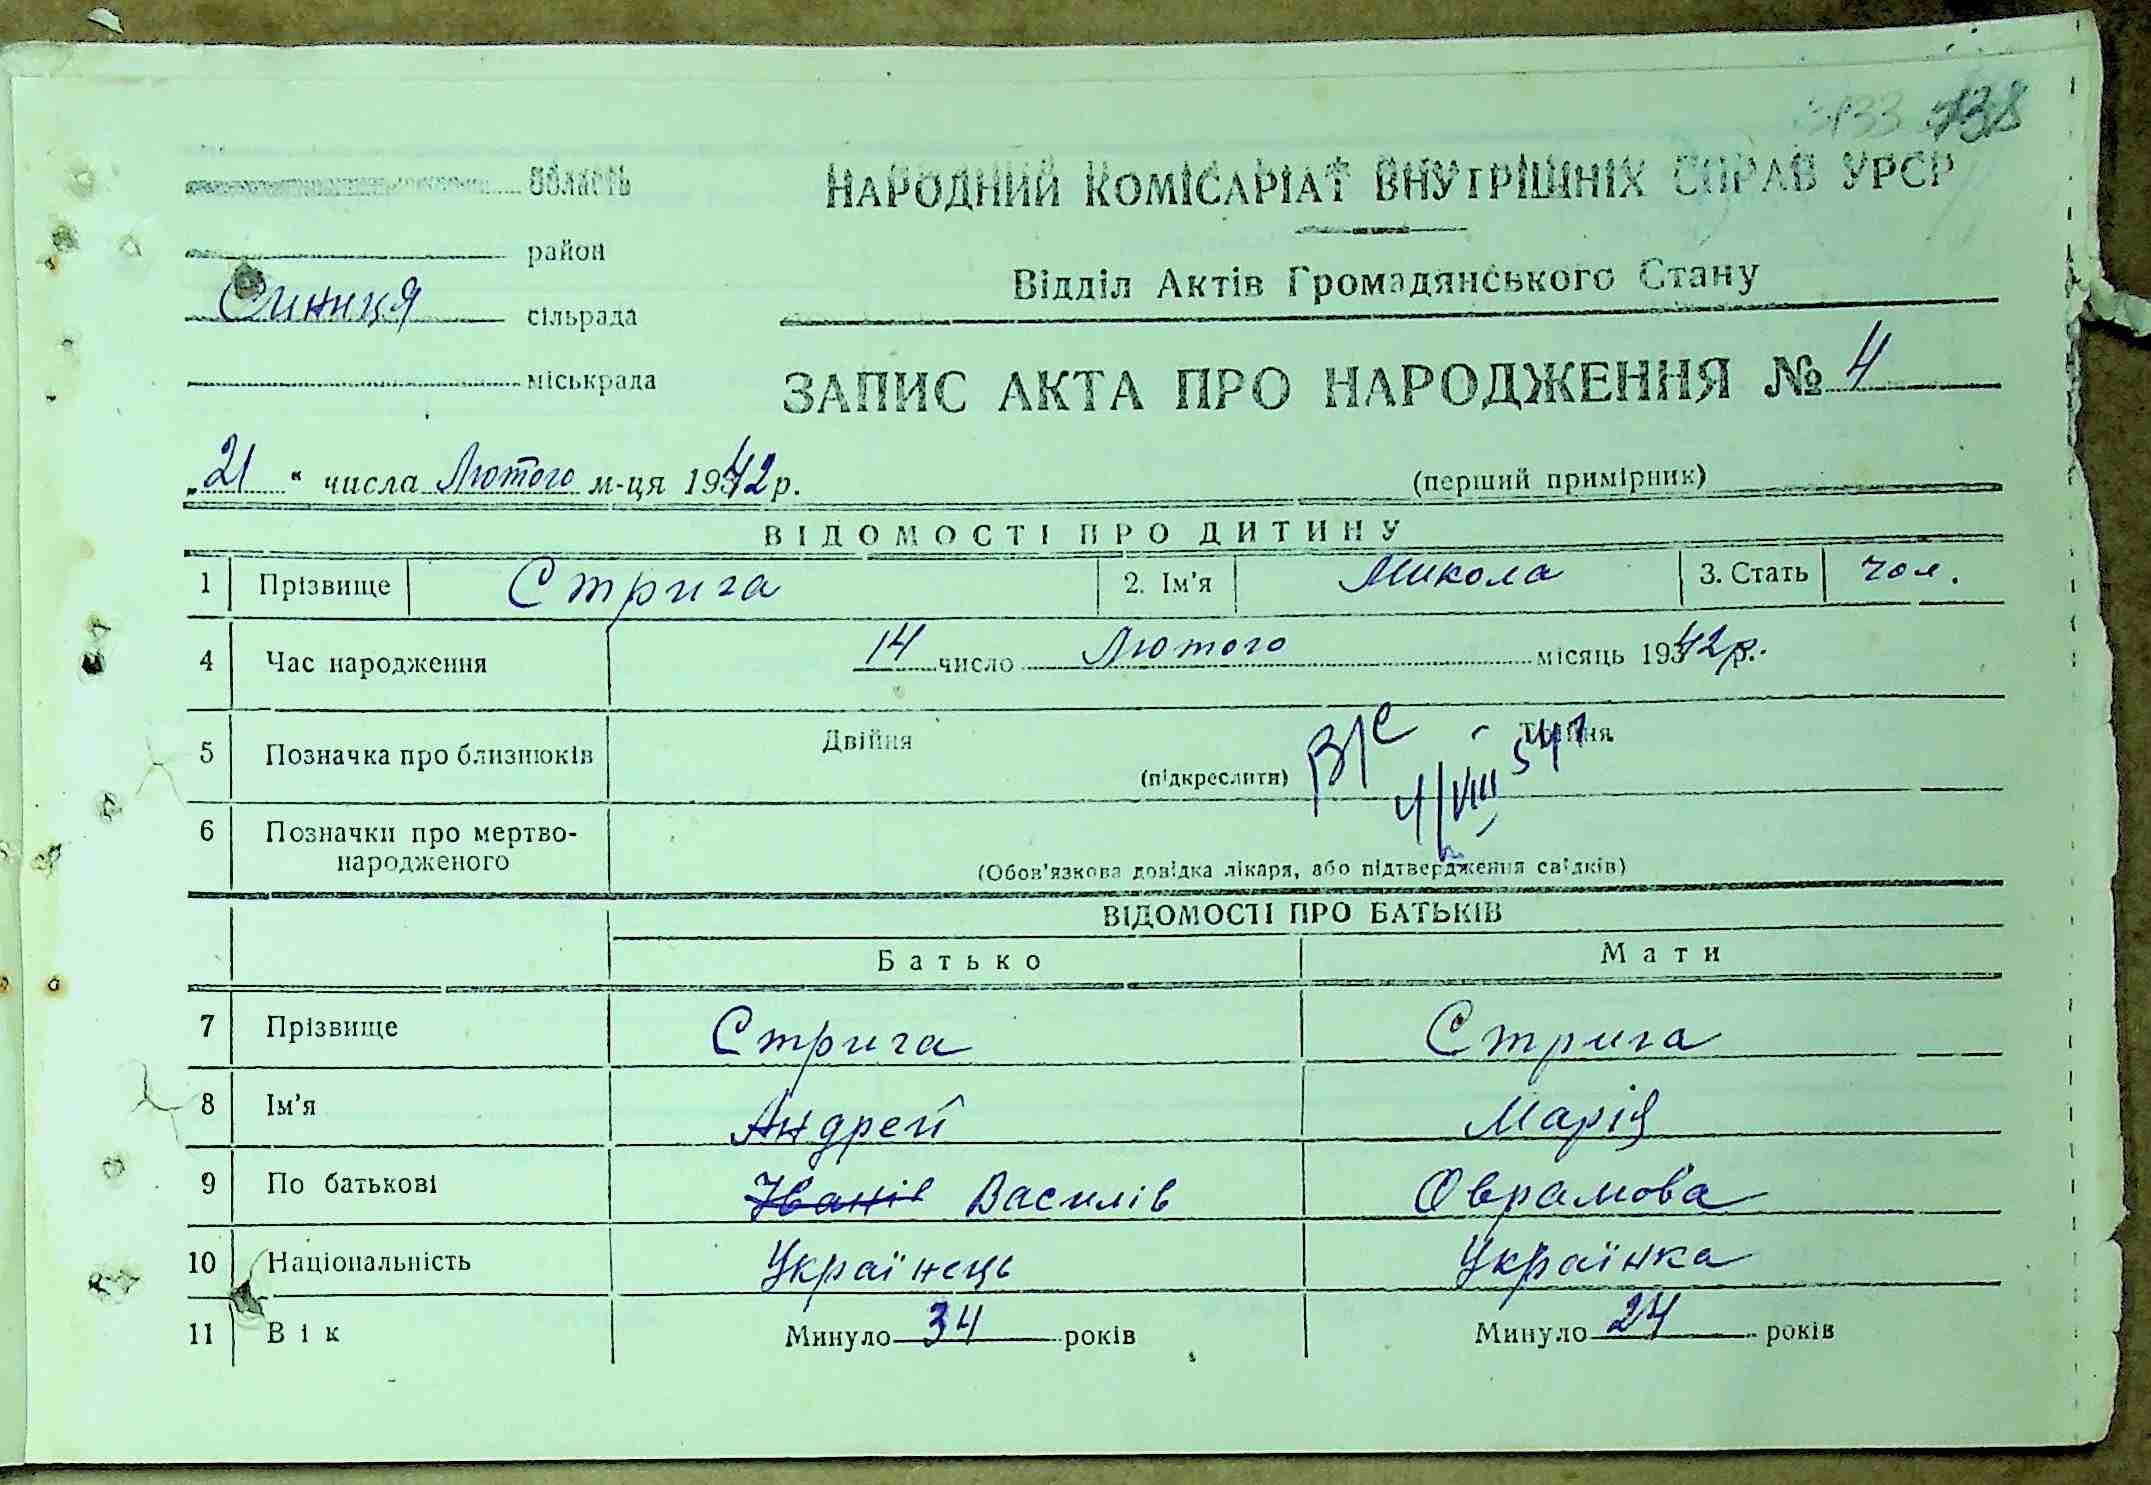 138
область НАРОДНИЙ КОМІСАРІАТ ВНУТРІШНІХ СПРАВ УРСР
район
Відділ Актів Громадянського Стану
Синиця сільрада
міськрада
ЗАПИС АКТА ПРО НАРОДЖЕННЯ № 4
„21" числа Лютого м-ця 1942 р.
(перший примірник)
ВІДОМОСТІ ПРО ДИТИНУ
1 Прізвище Стрига 2. Ім'я Микола 3. Стать чол.
4 Час народження 14 число Лютого місяць 1942 р.
5 Позначка про близнюків Двійня (підкреслити) Трійня
6 Позначки про мертво-
народженого
(Обов'язкова довідка лікаря, або підтвердження свідків)
ВІДОМОСТІ ПРО БАТЬКІВ
Батько Мати
7 Прізвище Стрига Стрига
8 Ім'я Андрей Марія
9 По батькові Іванів Василів Оврамова
10 Національність Українець Українка
11 Вік Минуло 34 років Минуло 24 років